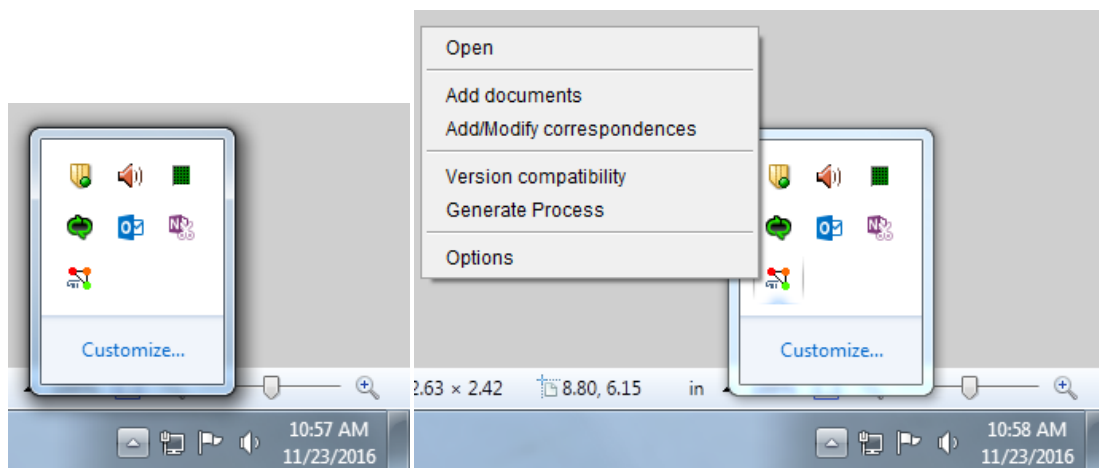 Customize...
10:57 AM
11/23/2016
Open
Add documents
Add/Modify correspondences
Version compatibility
Generate Process
Options
Customize...
2.63 × 2.42 8.80, 6.15 in
10:58 AM
11/23/2016